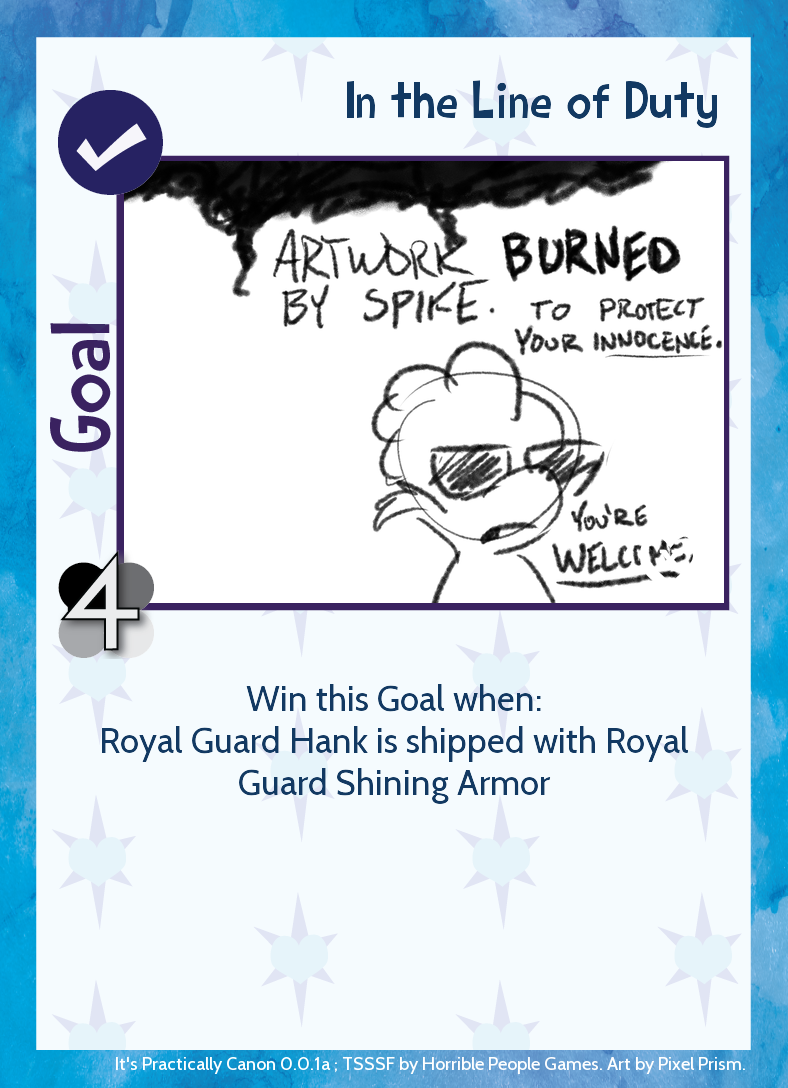 In the Line of Duty
ARTWORK BURNED
BY SPIKE. TO PROTECT
YOUR INNOCENCE.
YOU'RE
WELCOME.
Goal
4
Win this Goal when:
Royal Guard Hank is shipped with Royal
Guard Shining Armor
It's Practically Canon 0.0.1a ; TSSSF by Horrible People Games. Art by Pixel Prism.